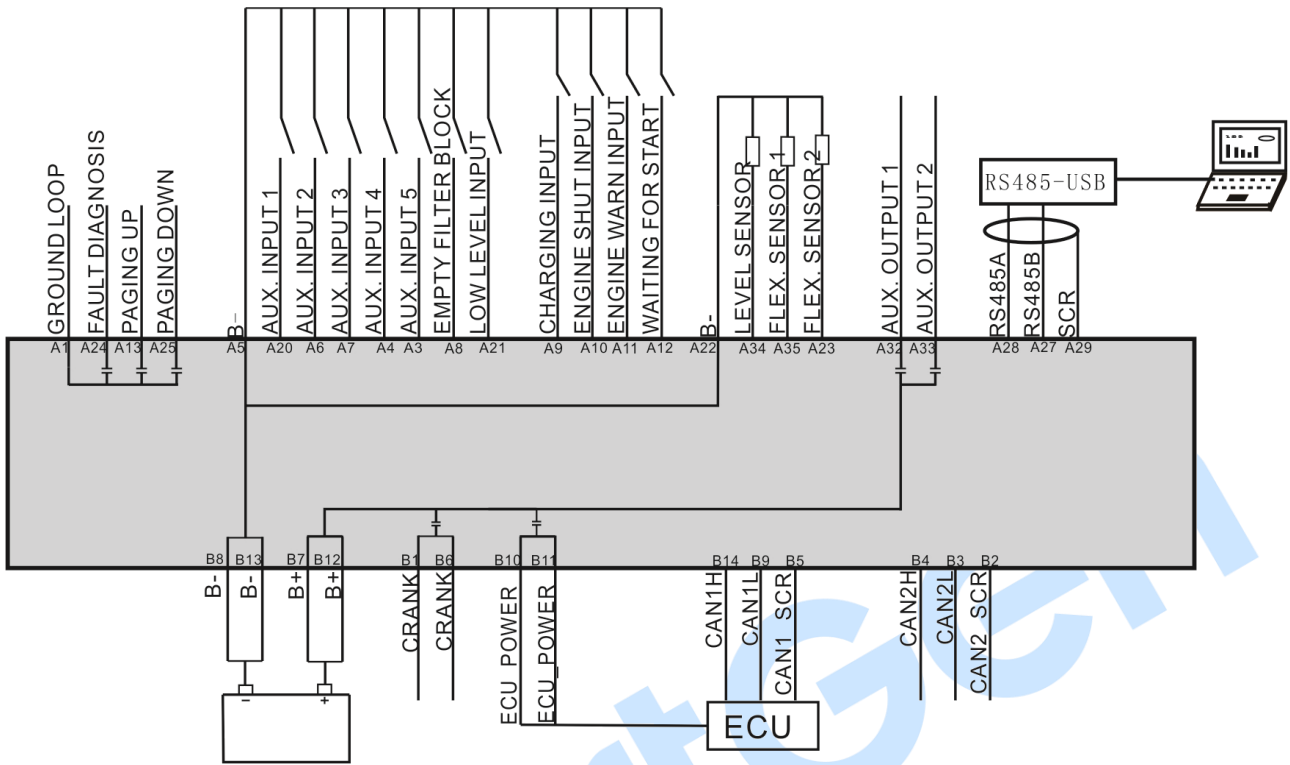 GROUND LOOP
FAULT DIAGNOSIS
PAGING UP
PAGING DOWN
B-
AUX. INPUT 1
AUX. INPUT 2
AUX. INPUT 3
AUX. INPUT 4
AUX. INPUT 5
EMPTY FILTER BLOCK
LOW LEVEL INPUT
CHARGING INPUT
ENGINE SHUT INPUT
ENGINE WARN INPUT
WAITING FOR START
B-
LEVEL SENSOR
FLEX. SENSOR 1
FLEX. SENSOR 2
AUX. OUTPUT 1
AUX. OUTPUT 2
RS485-USB
RS485A
RS485B
SCR
A1 A24 A13 A25 A5 A20 A6 A7 A4 A3 A8 A21 A9 A10 A11 A12 A22 A34 A35 A23 A32 A33 A28 A27 A29
B8 B13 B7 B12 B1 B6 B10 B11 B14 B9 B5 B4 B3 B2
B-
B-
B+
B+
CRANK
CRANK
ECU POWER
ECU_POWER
CAN1H
CAN1L
CAN1 SCR
CAN2H
CAN2L
CAN2 SCR
- +
ECU